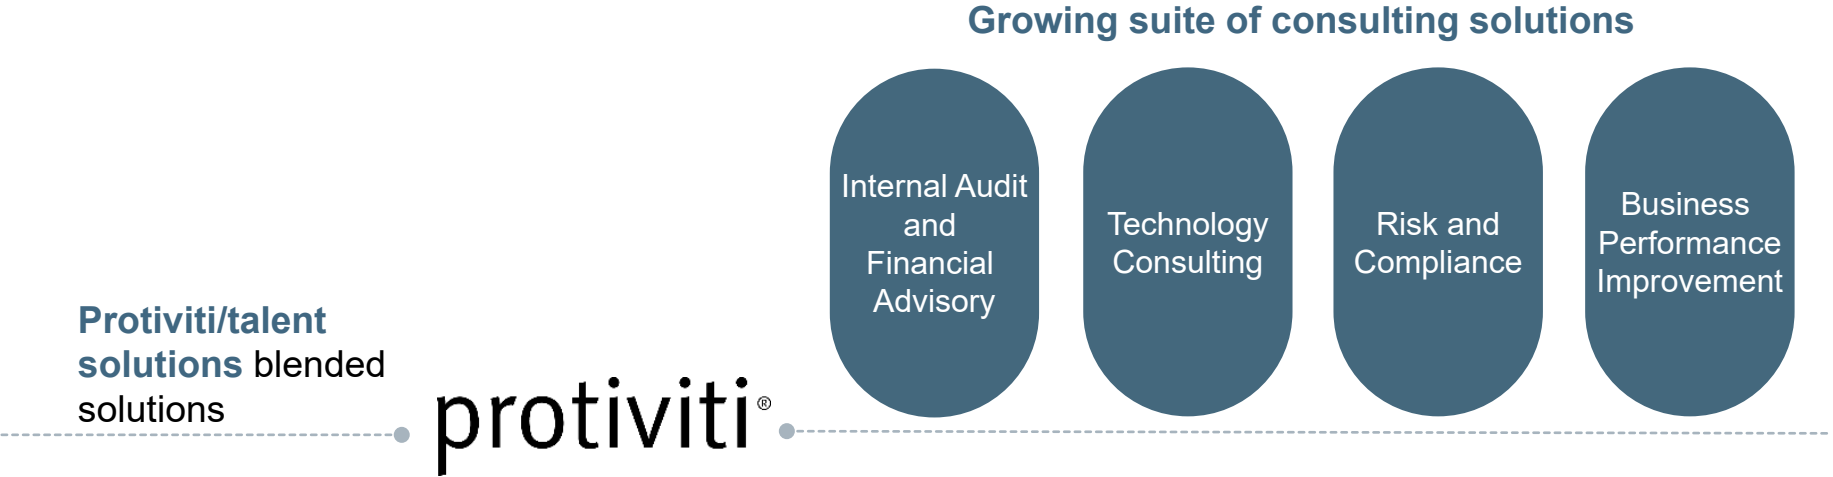 Growing suite of consulting solutions
Internal Audit
and
Financial
Advisory
Technology
Consulting
Risk and
Compliance
Business
Performance
Improvement
Protiviti/talent
solutions blended
solutions
protiviti®